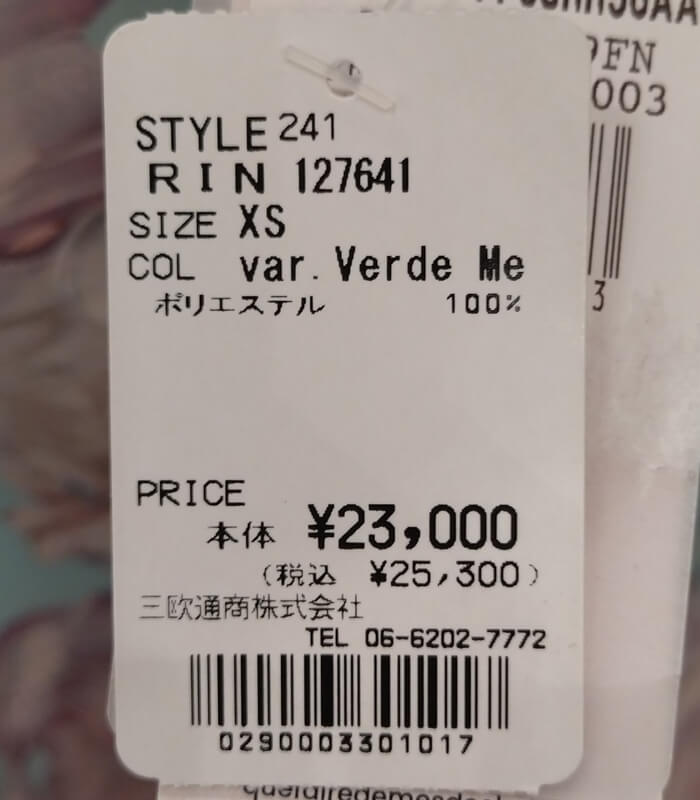 STYLE 241
RIN 127641
SIZE XS
COL var. Verde Me
ポリエステル 100%
PRICE
本体 ¥23,000
(税込 ¥25,300)
三欧通商株式会社
TEL 06-6202-7772
0290003301017
003
3